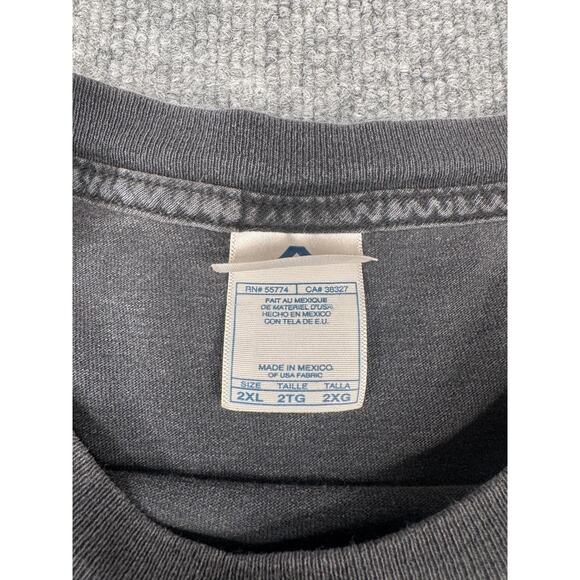 RN# 55774 CA# 38327
FAIT AU MEXIQUE
DE MATERIEL D'USA
HECHO EN MEXICO
CON TELA DE E.U.
MADE IN MEXICO
OF USA FABRIC
SIZE TAILLE TALLA
2XL 2TG 2XG